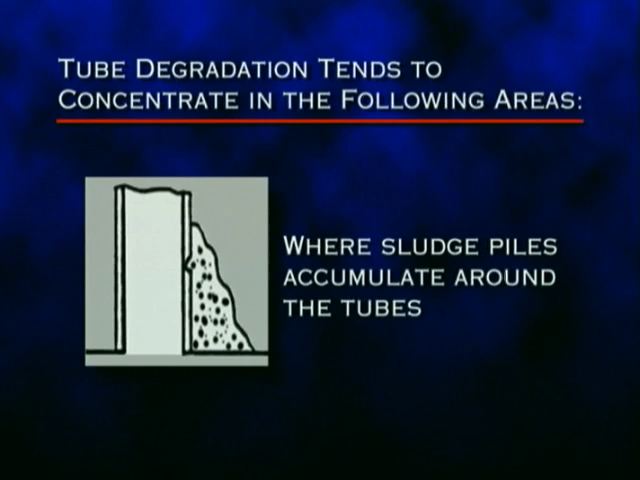 Tube Degradation Tends to
Concentrate in the Following Areas:
Where sludge piles
accumulate around
the tubes